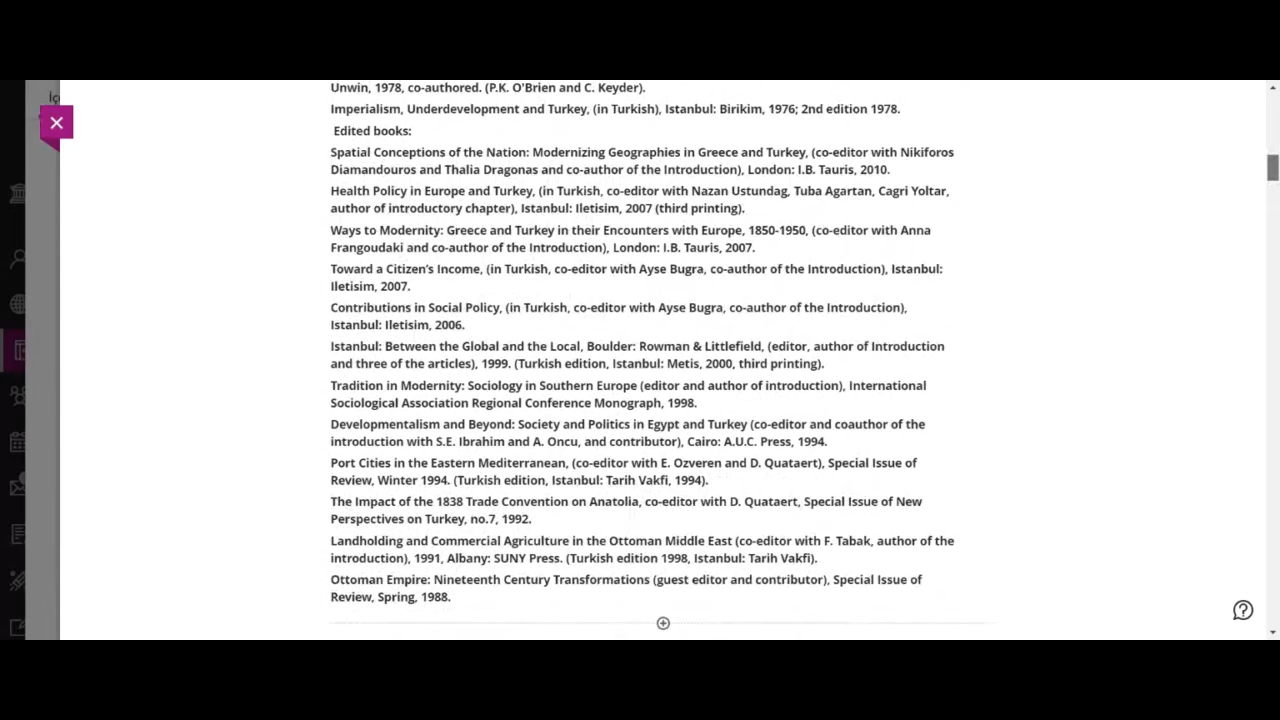 İç
Unwin, 1978, co-authored. (P.K. O'Brien and C. Keyder).
Imperialism, Underdevelopment and Turkey, (in Turkish), Istanbul: Birikim, 1976; 2nd edition 1978.
Edited books:
Spatial Conceptions of the Nation: Modernizing Geographies in Greece and Turkey, (co-editor with Nikiforos
Diamandouros and Thalia Dragonas and co-author of the Introduction), London: I.B. Tauris, 2010.
Health Policy in Europe and Turkey, (in Turkish, co-editor with Nazan Ustundag, Tuba Agartan, Cagri Yoltar,
author of introductory chapter), Istanbul: Iletisim, 2007 (third printing).
Ways to Modernity: Greece and Turkey in their Encounters with Europe, 1850-1950, (co-editor with Anna
Frangoudaki and co-author of the Introduction), London: I.B. Tauris, 2007.
Toward a Citizen's Income, (in Turkish, co-editor with Ayse Bugra, co-author of the Introduction), Istanbul:
Iletisim, 2007.
Contributions in Social Policy, (in Turkish, co-editor with Ayse Bugra, co-author of the Introduction),
Istanbul: Iletisim, 2006.
Istanbul: Between the Global and the Local, Boulder: Rowman & Littlefield, (editor, author of Introduction
and three of the articles), 1999. (Turkish edition, Istanbul: Metis, 2000, third printing).
Tradition in Modernity: Sociology in Southern Europe (editor and author of introduction), International
Sociological Association Regional Conference Monograph, 1998.
Developmentalism and Beyond: Society and Politics in Egypt and Turkey (co-editor and coauthor of the
introduction with S.E. Ibrahim and A. Oncu, and contributor), Cairo: A.U.C. Press, 1994.
Port Cities in the Eastern Mediterranean, (co-editor with E. Ozveren and D. Quataert), Special Issue of
Review, Winter 1994. (Turkish edition, Istanbul: Tarih Vakfi, 1994).
The Impact of the 1838 Trade Convention on Anatolia, co-editor with D. Quataert, Special Issue of New
Perspectives on Turkey, no.7, 1992.
Landholding and Commercial Agriculture in the Ottoman Middle East (co-editor with F. Tabak, author of the
introduction), 1991, Albany: SUNY Press. (Turkish edition 1998, Istanbul: Tarih Vakfi).
Ottoman Empire: Nineteenth Century Transformations (guest editor and contributor), Special Issue of
Review, Spring, 1988.